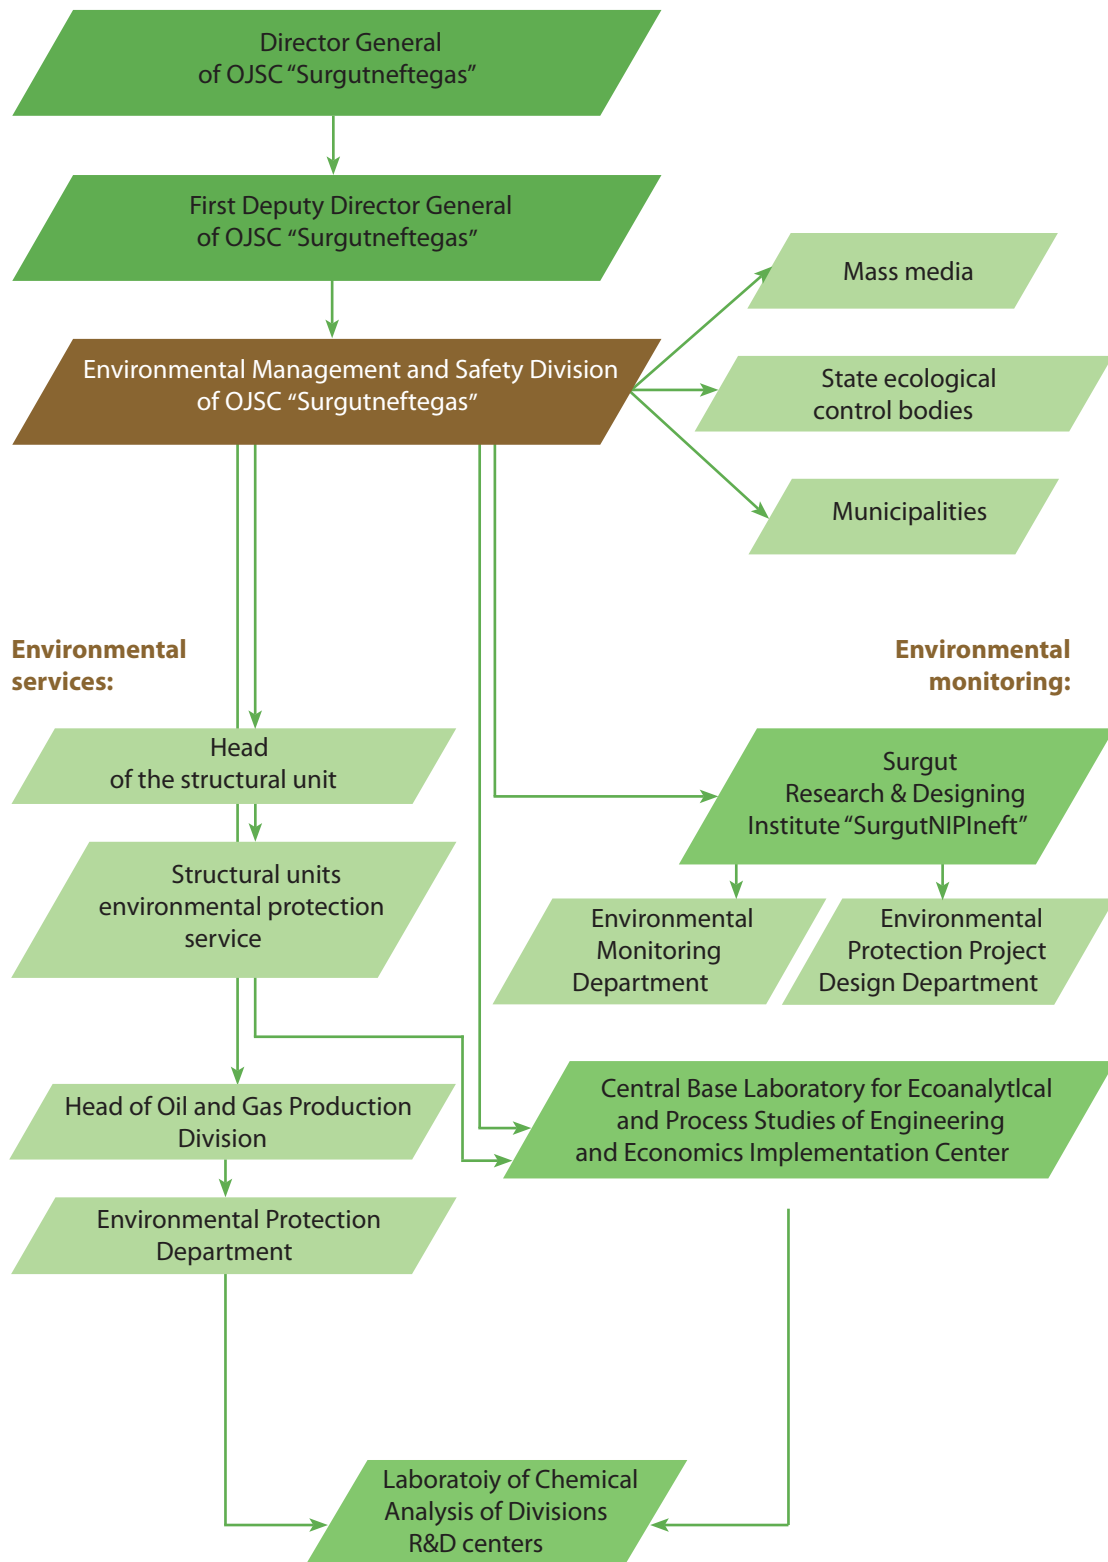 Director General
of OJSC “Surgutneftegas”
First Deputy Director General
of OJSC “Surgutneftegas”
Mass media
Environmental Management and Safety Division
of OJSC “Surgutneftegas”
State ecological
control bodies
Municipalities
Environmental
services:
Environmental
monitoring:
Head
of the structural unit
Surgut
Research & Designing
Institute “SurgutNIPIneft”
Structural units
environmental protection
service
Environmental
Monitoring
Department
Environmental
Protection Project
Design Department
Head of Oil and Gas Production
Division
Central Base Laboratory for Ecoanalytlcal
and Process Studies of Engineering
and Economics Implementation Center
Environmental Protection
Department
Laboratoiy of Chemical
Analysis of Divisions
R&D centers